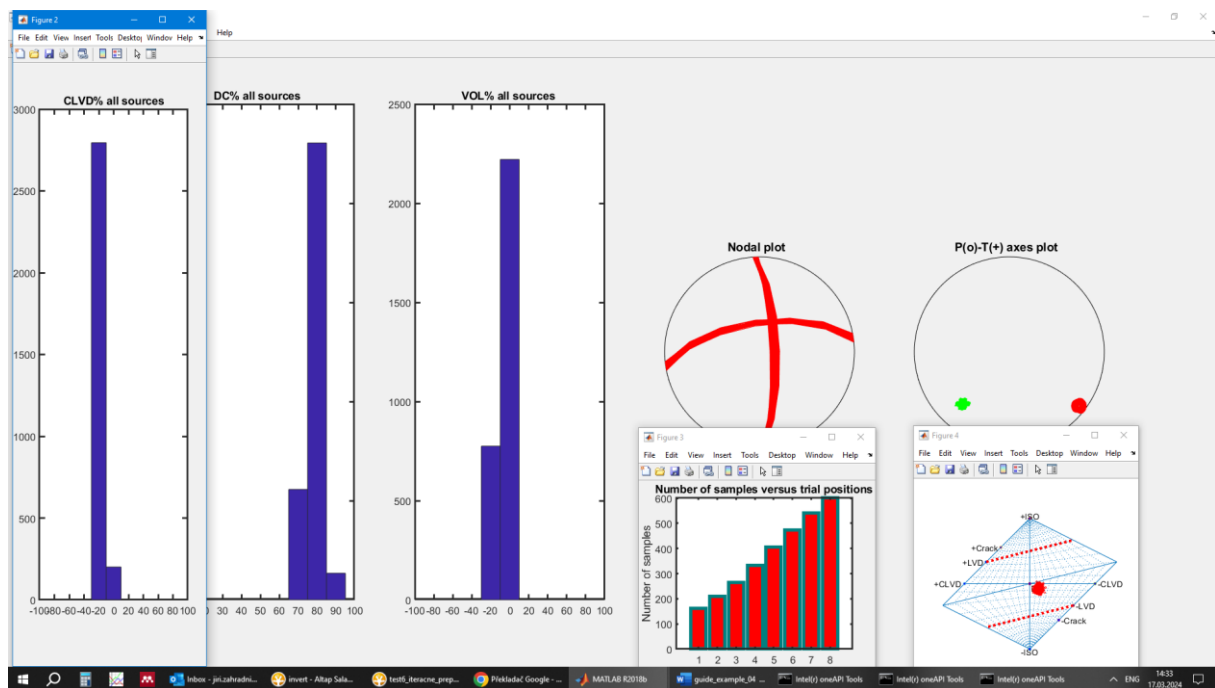 Figure 2
File Edit View Insert Tools Desktop Window Help
Help
CLVD% all sources
3000
2500
2000
1500
1000
500
0
-100-80-60-40-20 0 20 40 60 80100
DC% all sources
0 10 20 30 40 50 60 70 80 90 100
VOL% all sources
2500
2000
1500
1000
500
0
-100-80 -60 -40 -20 0 20 40 60 80 100
Nodal plot
P(o)-T(+) axes plot
Figure 3
File Edit View Insert Tools Desktop Window Help
Number of samples versus trial positions
Number of samples
600
500
400
300
200
100
0
1 2 3 4 5 6 7 8
Figure 4
File Edit View Insert Tools Desktop Window Help
+ISO
+Crack
+LVD
+CLVD
-CLVD
-LVD
-Crack
-ISO
Inbox - jiri.zahradni...
invert - Altap Sala...
test6_iteracne_prep...
Překladač Google - ...
MATLAB R2018b
guide_example_04 ...
Intel(r) oneAPI Tools
Intel(r) oneAPI Tools
Intel(r) oneAPI Tools
ENG
14:33
17.03.2024